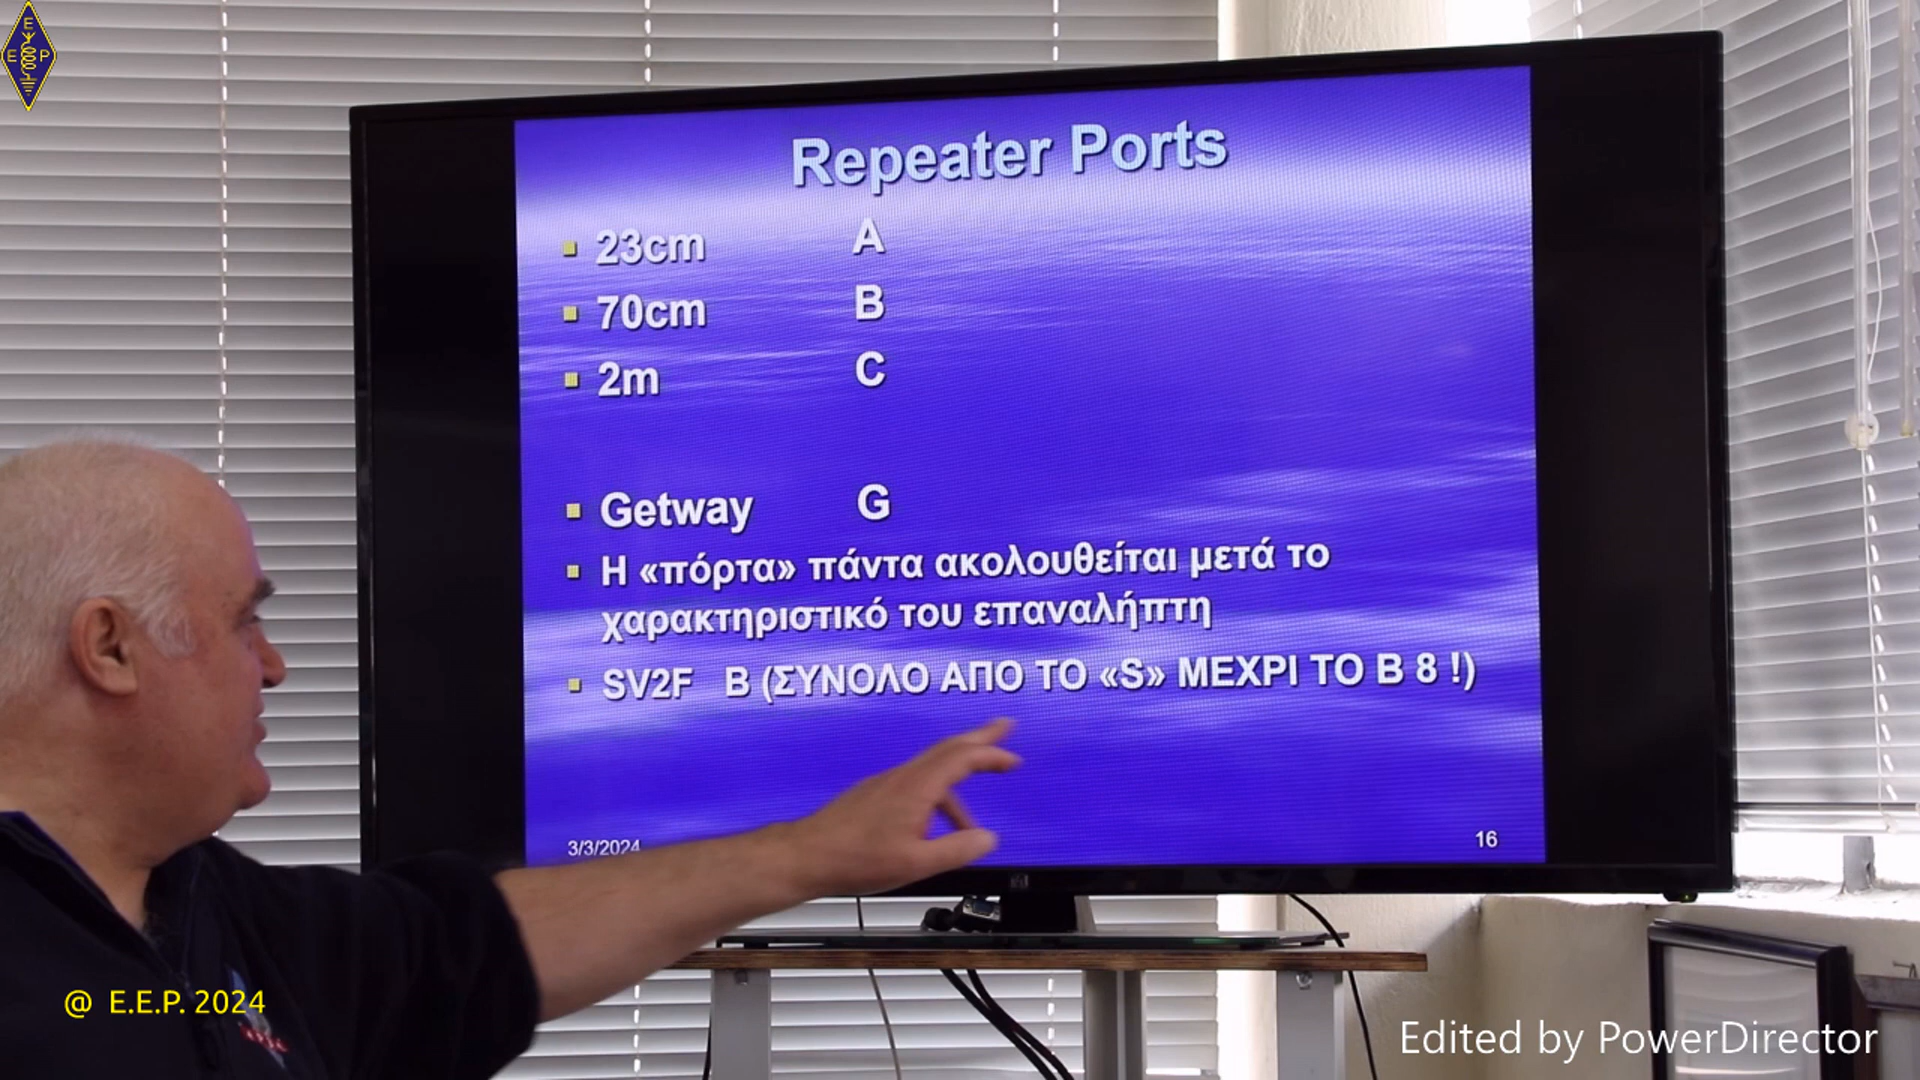 E
E P
Repeater Ports
23cm A
70cm B
2m C
Getway G
Η «πόρτα» πάντα ακολουθείται μετά το
χαρακτηριστικό του επαναλήπτη
SV2F B (ΣΥΝΟΛΟ ΑΠΟ ΤΟ «S» ΜΕΧΡΙ ΤΟ B 8 !)
3/3/2024 16
@ E.E.P. 2024
Edited by PowerDirector